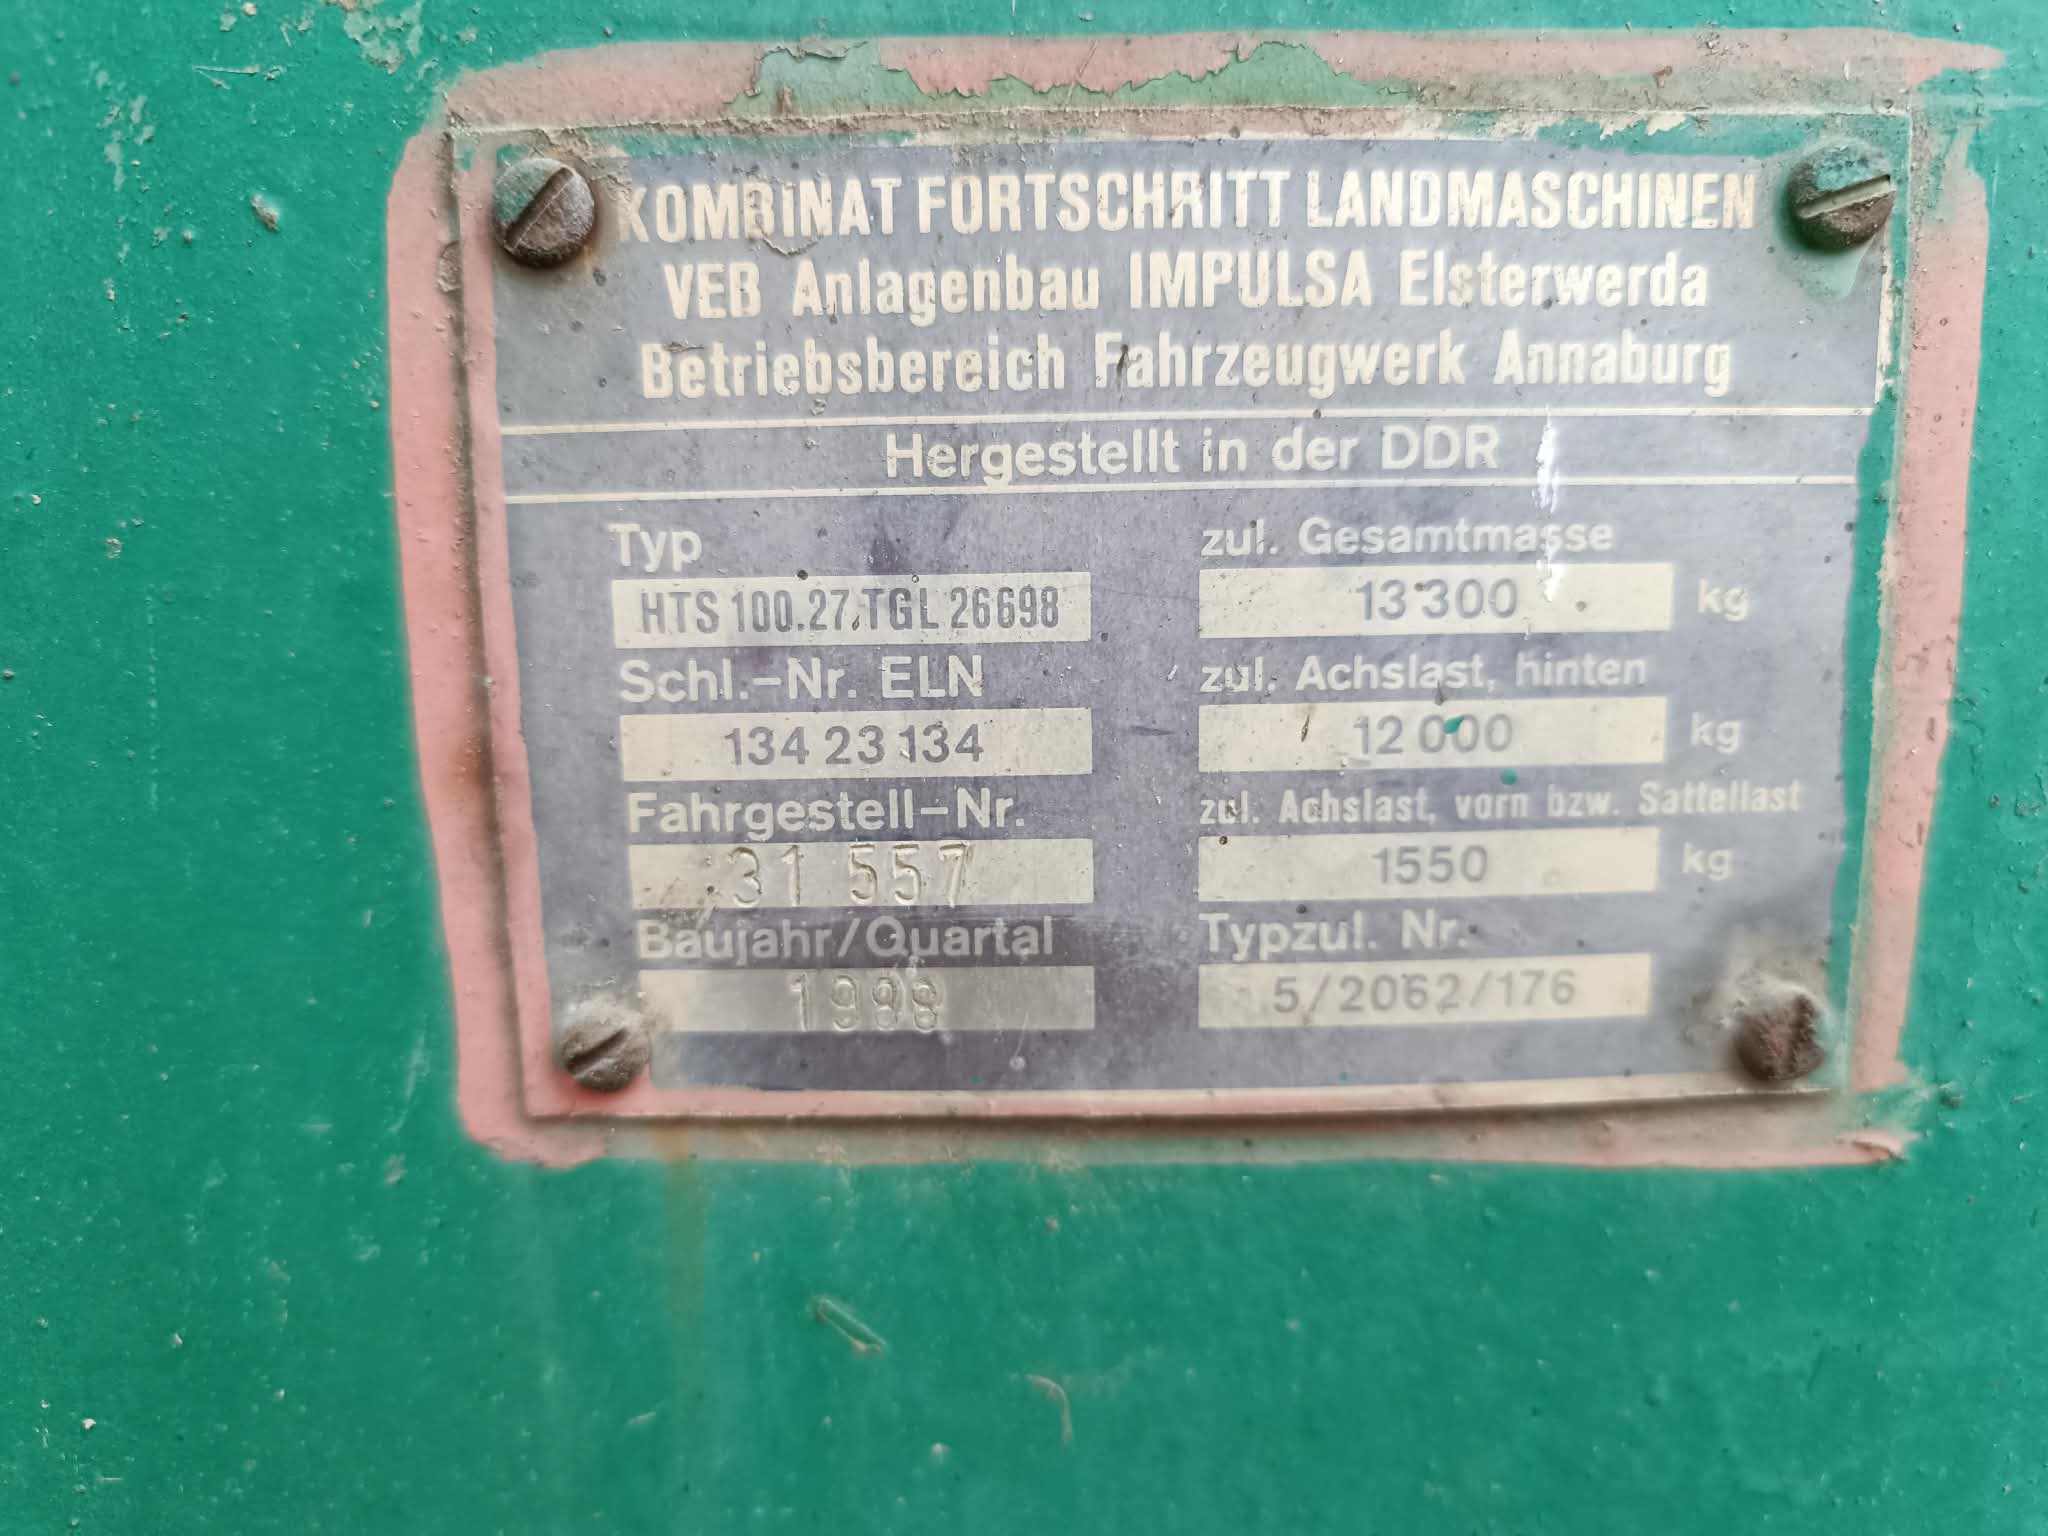 KOMBINAT FORTSCHRITT LANDMASCHINEN
VEB Anlagenbau IMPULSA Elsterwerda
Betriebsbereich Fahrzeugwerk Annaburg
Hergestellt in der DDR
Typ
HTS 100.27, TGL 26698
Schl.-Nr. ELN
134 23 134
Fahrgestell-Nr.
31 557
Baujahr/Quartal
1988
zul. Gesamtmasse
13 300 kg
zul. Achslast, hinten
12 000 kg
zul. Achslast, vorn bzw. Sattellast
1550 kg
Typzul. Nr.
5/2062/176